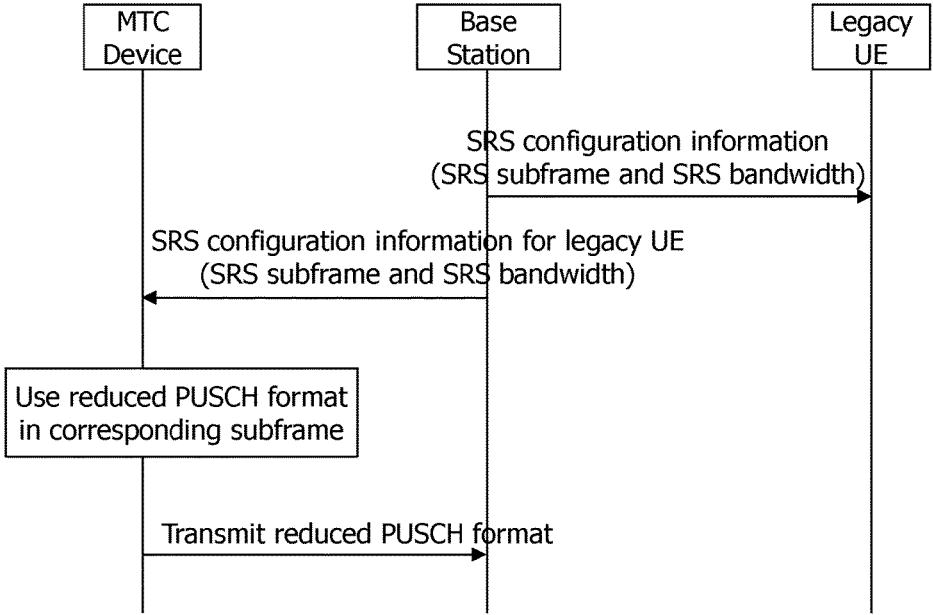 MTC
Device
Base
Station
Legacy
UE
SRS configuration information
(SRS subframe and SRS bandwidth)
SRS configuration information for legacy UE
(SRS subframe and SRS bandwidth)
Use reduced PUSCH format
in corresponding subframe
Transmit reduced PUSCH format